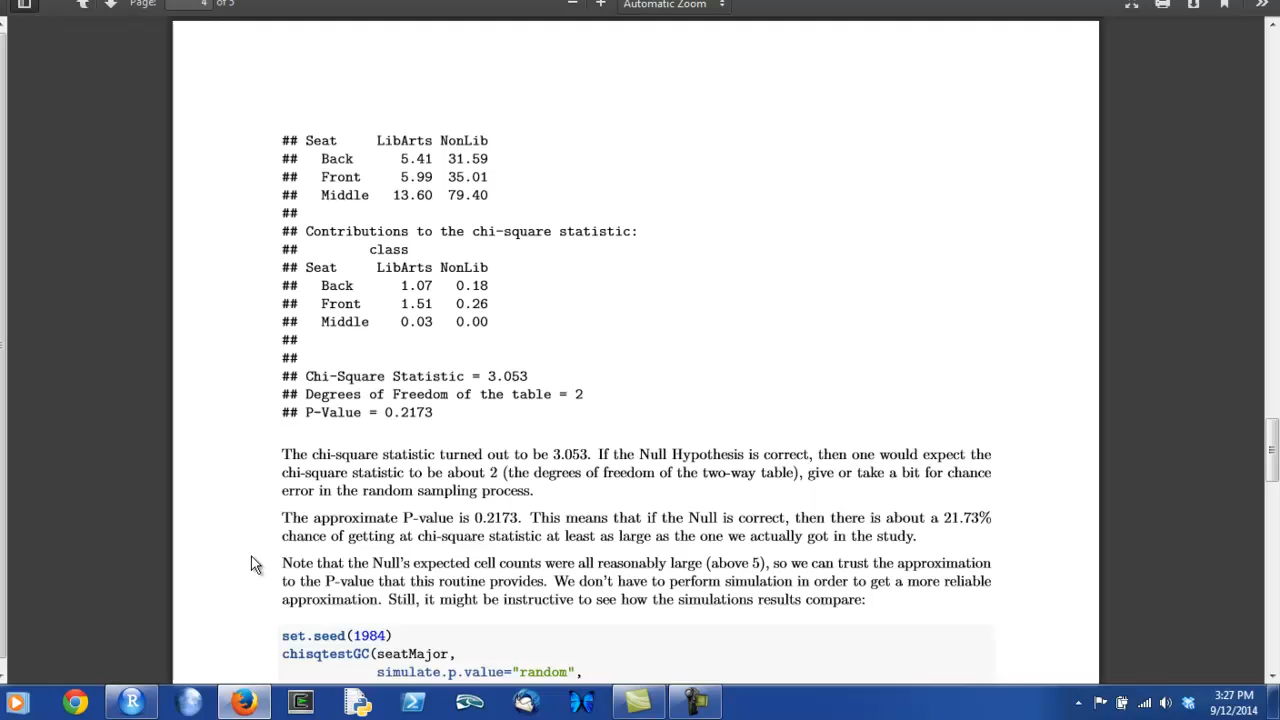 Page: 4 of 5 Automatic Zoom
## Seat LibArts NonLib
## Back 5.41 31.59
## Front 5.99 35.01
## Middle 13.60 79.40
##
## Contributions to the chi-square statistic:
## class
## Seat LibArts NonLib
## Back 1.07 0.18
## Front 1.51 0.26
## Middle 0.03 0.00
##
##
## Chi-Square Statistic = 3.053
## Degrees of Freedom of the table = 2
## P-Value = 0.2173
The chi-square statistic turned out to be 3.053. If the Null Hypothesis is correct, then one would expect the
chi-square statistic to be about 2 (the degrees of freedom of the two-way table), give or take a bit for chance
error in the random sampling process.
The approximate P-value is 0.2173. This means that if the Null is correct, then there is about a 21.73%
chance of getting at chi-square statistic at least as large as the one we actually got in the study.
Note that the Null's expected cell counts were all reasonably large (above 5), so we can trust the approximation
to the P-value that this routine provides. We don't have to perform simulation in order to get a more reliable
approximation. Still, it might be instructive to see how the simulations results compare:
set.seed(1984)
chisqtestGC(seatMajor,
simulate.p.value="random",
3:27 PM
9/12/2014